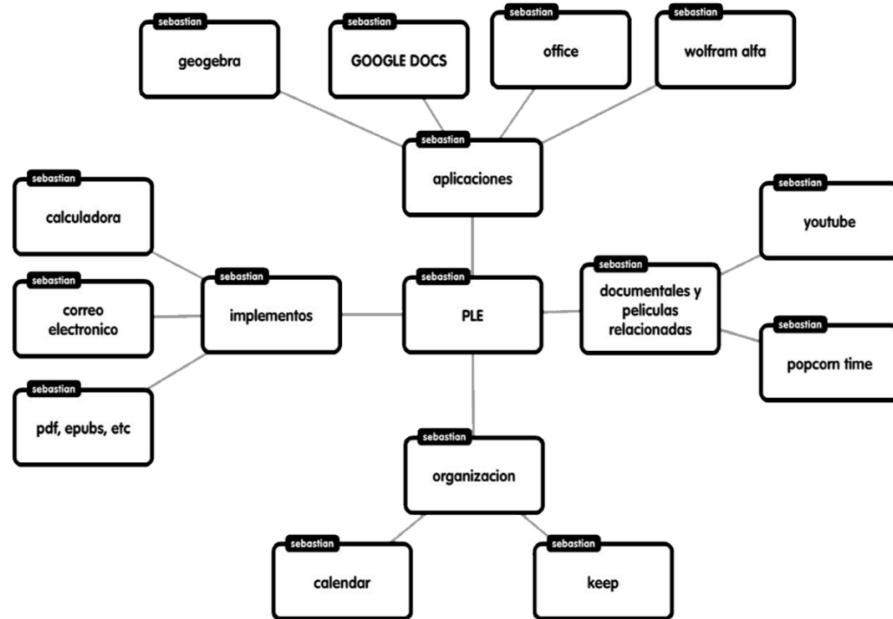 sebastian
geogebra
sebastian
GOOGLE DOCS
sebastian
office
sebastian
wolfram alfa
sebastian
aplicaciones
sebastian
calculadora
sebastian
correo
electronico
sebastian
pdf, epubs, etc
sebastian
implementos
sebastian
PLE
sebastian
documentales y
peliculas
relacionadas
sebastian
youtube
sebastian
popcorn time
sebastian
organizacion
sebastian
calendar
sebastian
keep